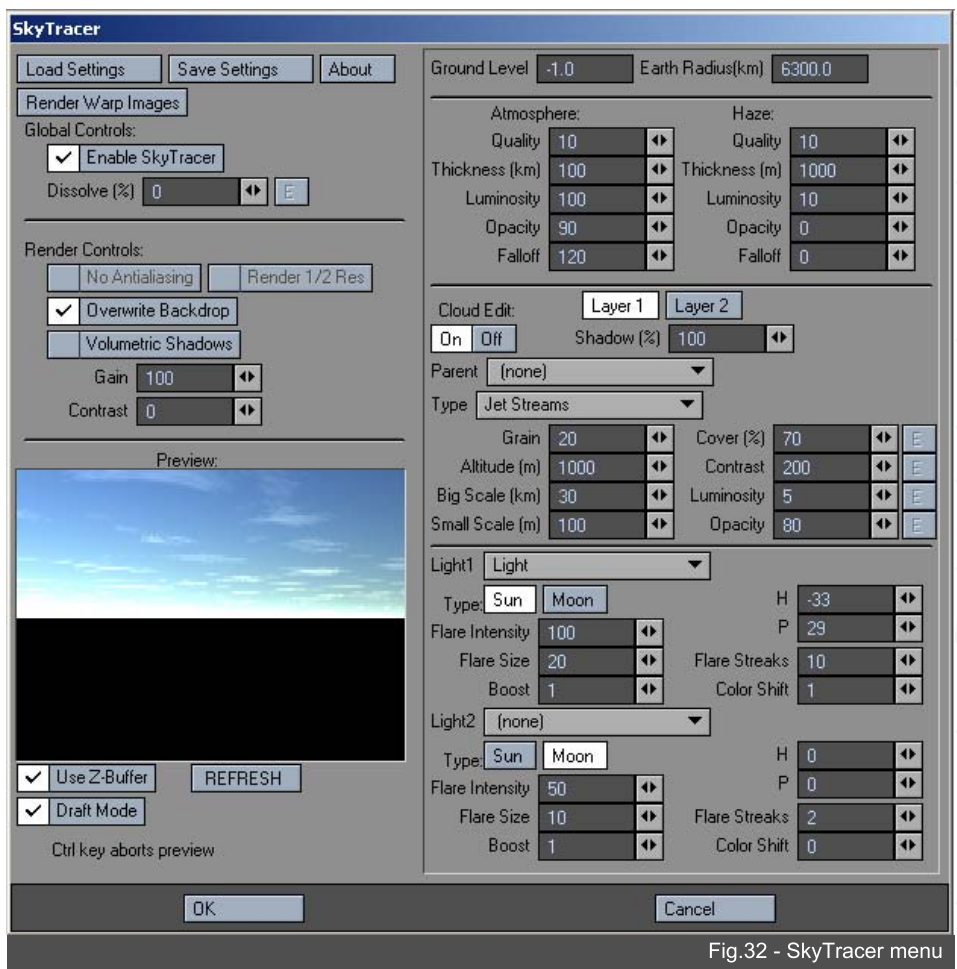 SkyTracer
Load Settings Save Settings About
Render Warp Images
Global Controls:
Enable SkyTracer
Dissolve (%) 0 E
Render Controls:
No Antialiasing Render 1/2 Res
Overwrite Backdrop
Volumetric Shadows
Gain 100
Contrast 0
Preview:
Use Z-Buffer REFRESH
Draft Mode
Ctrl key aborts preview
Ground Level -1.0 Earth Radius(km) 6300.0
Atmosphere: Haze:
Quality 10 Quality 10
Thickness (km) 100 Thickness (m) 1000
Luminosity 100 Luminosity 10
Opacity 90 Opacity 0
Falloff 120 Falloff 0
Cloud Edit: Layer 1 Layer 2
On Off Shadow (%) 100
Parent (none)
Type Jet Streams
Grain 20 Cover (%) 70 E
Altitude (m) 1000 Contrast 200 E
Big Scale (km) 30 Luminosity 5 E
Small Scale (m) 100 Opacity 80 E
Light1 Light
Type: Sun Moon H -33
Flare Intensity 100 P 29
Flare Size 20 Flare Streaks 10
Boost 1 Color Shift 1
Light2 (none)
Type: Sun Moon H 0
Flare Intensity 50 P 0
Flare Size 10 Flare Streaks 2
Boost 1 Color Shift 0
OK Cancel
Fig.32 - SkyTracer menu